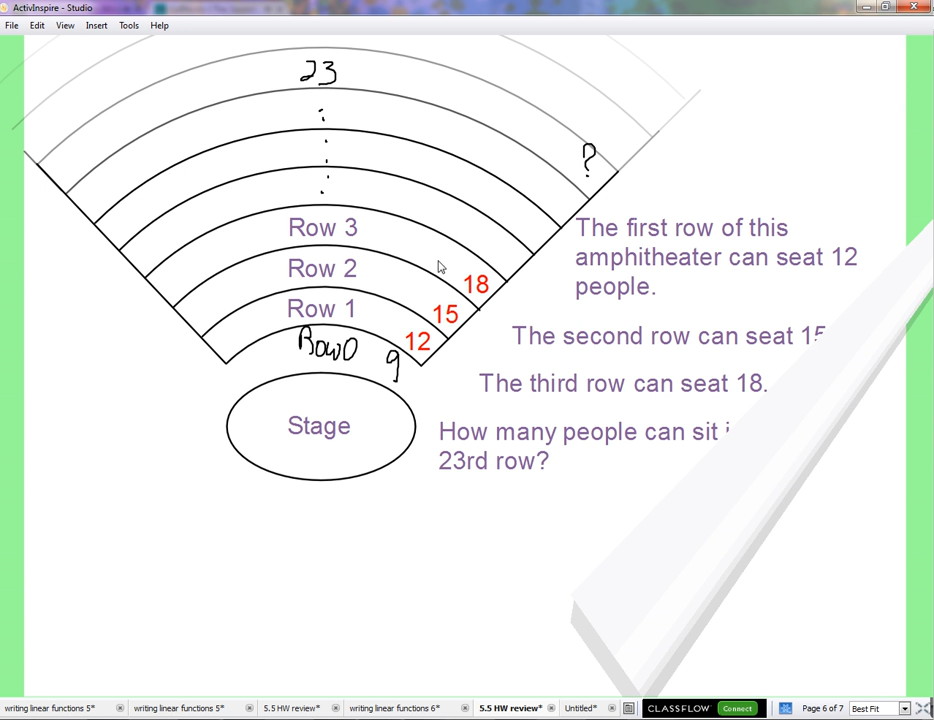 ActivInspire - Studio
File Edit View Insert Tools Help
23
?
Row 3
Row 2
Row 1
Row 0
18
15
12
9
Stage
The first row of this
amphitheater can seat 12
people.
The second row can seat 15
The third row can seat 18.
How many people can sit
23rd row?
writing linear functions 5* writing linear functions 5* 5.5 HW review* writing linear functions 6* 5.5 HW review* Untitled* CLASSFLOW Connect Page 6 of 7 Best Fit